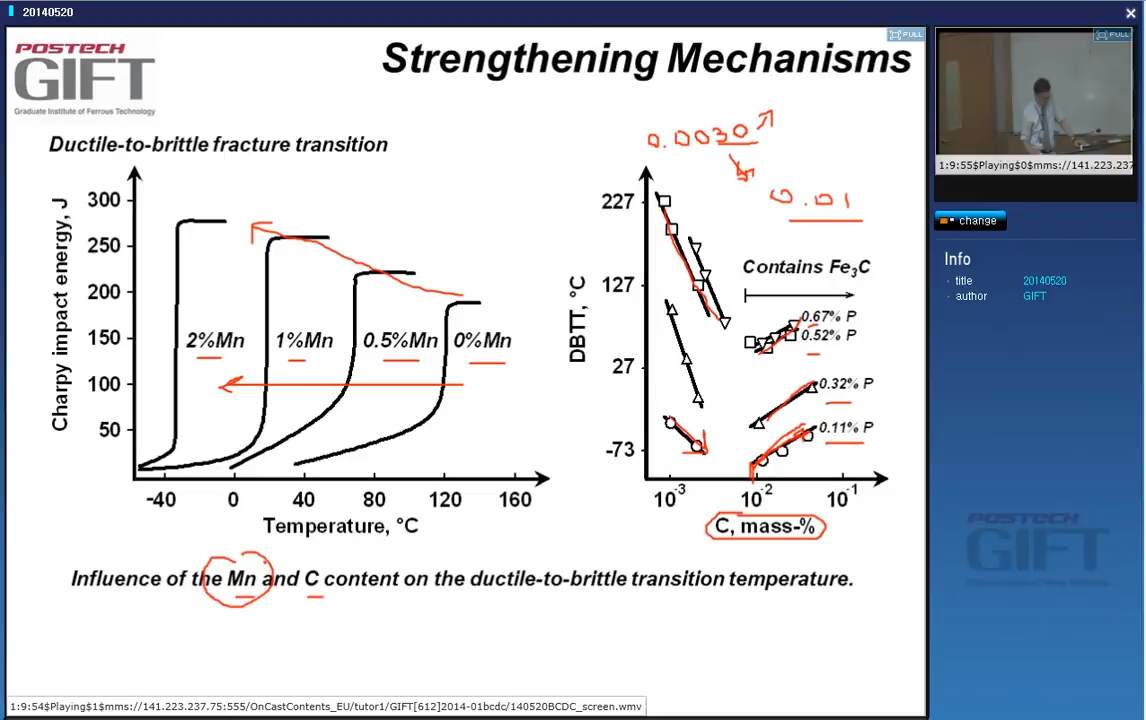 20140520
POSTECH
GIFT
Graduate Institute of Ferrous Technology
Strengthening Mechanisms
FULL
FULL
1:9:55$Playing$0$mms://141.223.237
change
Info
title 20140520
author GIFT
Ductile-to-brittle fracture transition
Charpy impact energy, J
300
250
200
150
100
50
2%Mn 1%Mn 0.5%Mn 0%Mn
-40 0 40 80 120 160
Temperature, °C
0.0030
0.01
DBTT, °C
227
127
27
-73
Contains Fe3C
0.67% P
0.52% P
0.32% P
0.11% P
10-3 10-2 10-1
C, mass-%
Influence of the Mn and C content on the ductile-to-brittle transition temperature.
POSTECH
GIFT
1:9:54$Playing$1$mms://141.223.237.75:555/OnCastContents_EU/tutor1/GIFT[612]2014-01bcdc/140520BCDC_screen.wmv